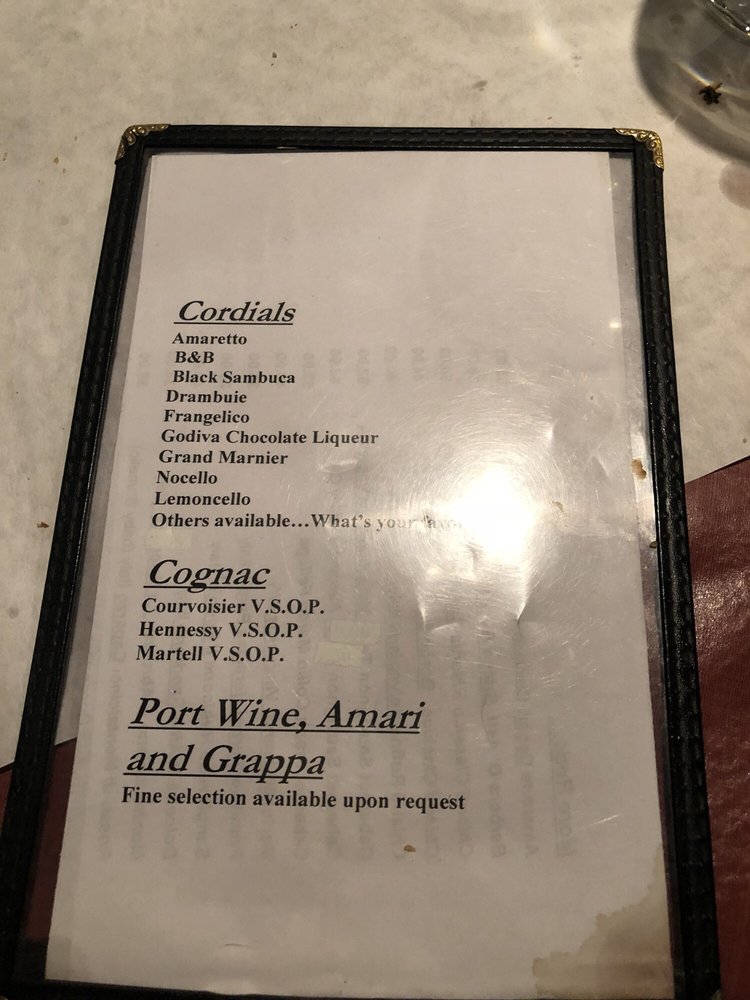 Cordials
Amaretto
B&B
Black Sambuca
Drambuie
Frangelico
Godiva Chocolate Liqueur
Grand Marnier
Nocello
Lemoncello
Others available...What's your
Cognac
Courvoisier V.S.O.P.
Hennessy V.S.O.P.
Martell V.S.O.P.
Port Wine, Amari
and Grappa
Fine selection available upon request